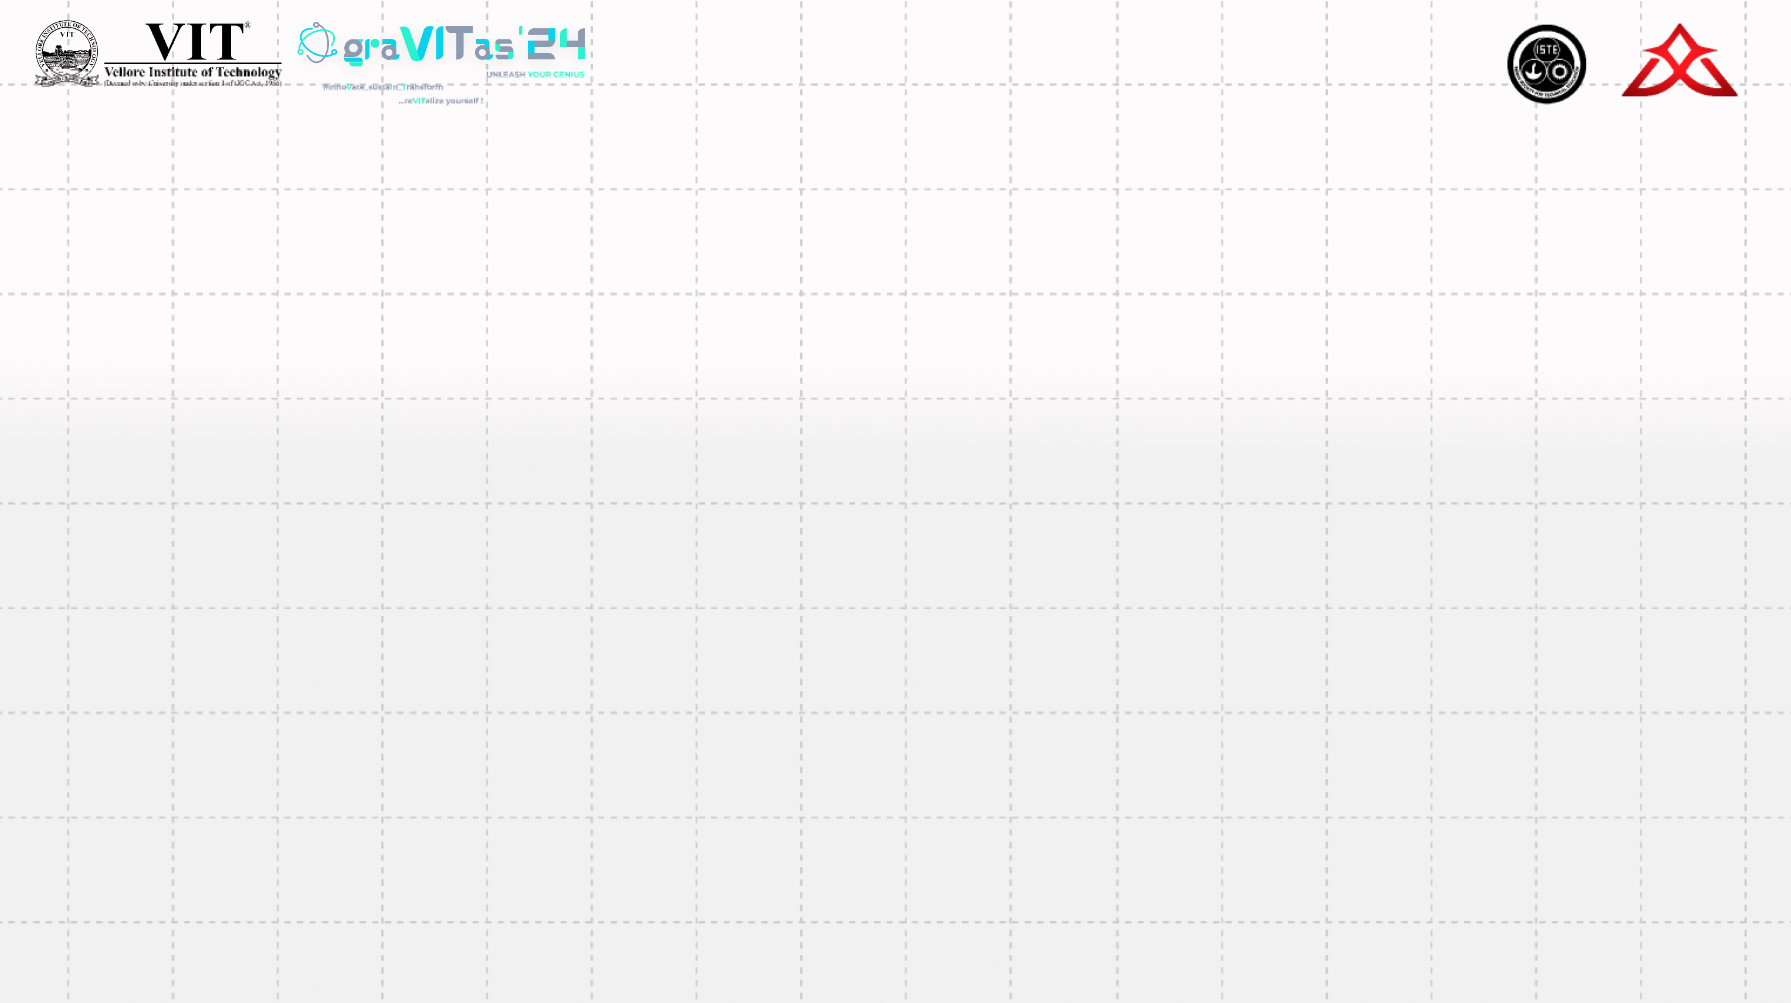 VIT®
Vellore Institute of Technology
(Deemed to be University under section 3 of UGC Act, 1956)
VIT
graVITas'24
UNLEASH YOUR GENIUS
#innoVate_sustaIn_Transform
...reVITalize yourself !
ISTE